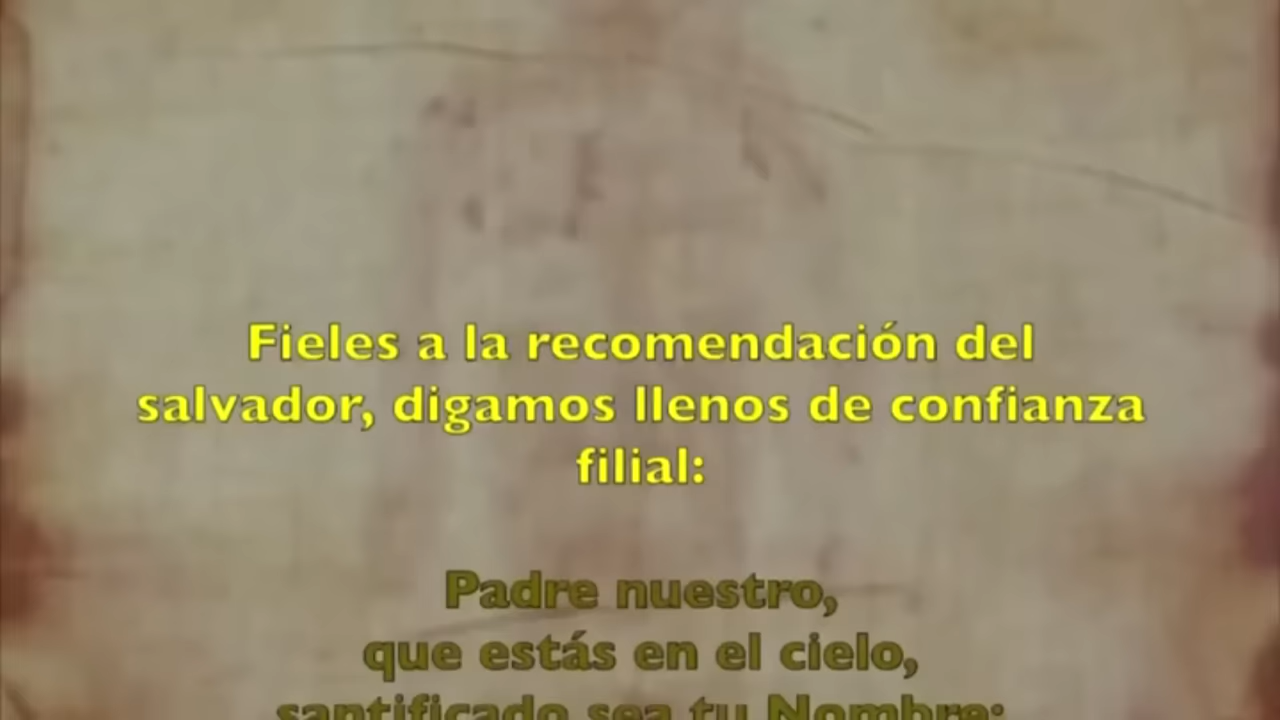 Fieles a la recomendación del
salvador, digamos llenos de confianza
filial:
Padre nuestro,
que estás en el cielo,
santificado sea tu Nombre;